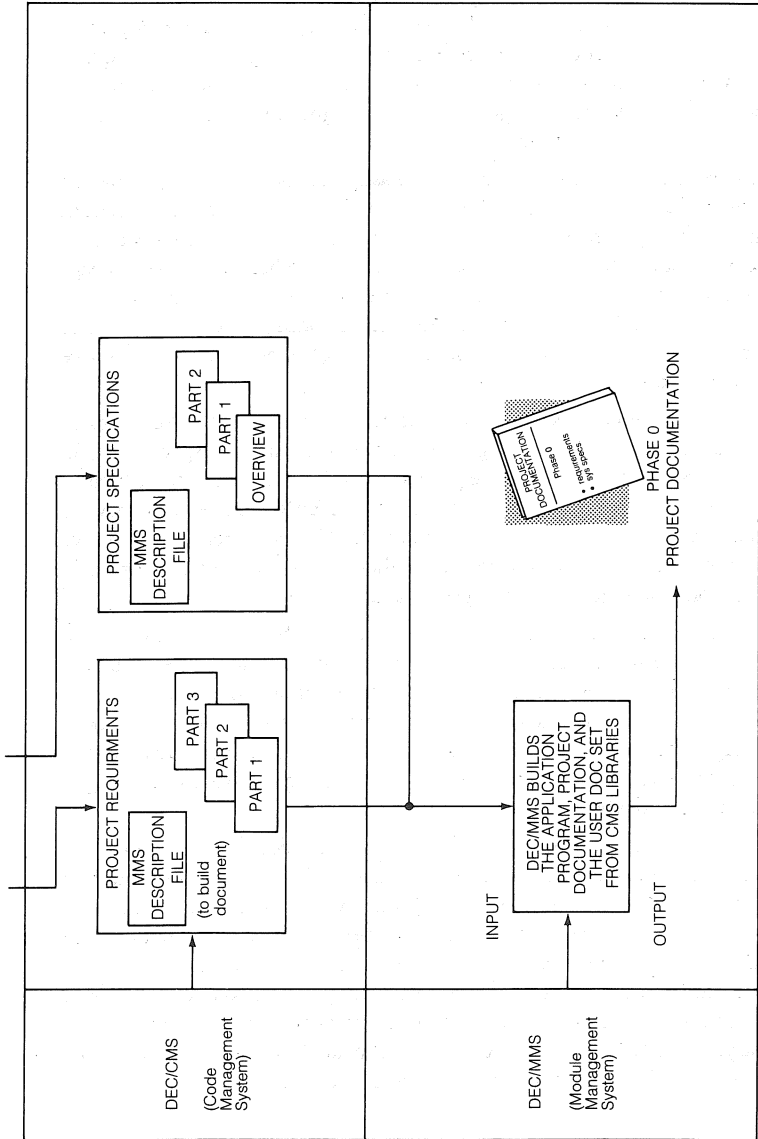 DEC/CMS
(Code
Management
System)
PROJECT REQUIRMENTS
MMS
DESCRIPTION
FILE
(to build
document)
PART 3
PART 2
PART 1
PROJECT SPECIFICATIONS
MMS
DESCRIPTION
FILE
PART 2
PART 1
OVERVIEW
DEC/MMS
(Module
Management
System)
INPUT
DEC/MMS BUILDS
THE APPLICATION
PROGRAM, PROJECT
DOCUMENTATION, AND
THE USER DOC SET
FROM CMS LIBRARIES
OUTPUT
PROJECT
DOCUMENTATION
Phase 0
• requirements
• sys specs
PHASE 0
PROJECT DOCUMENTATION